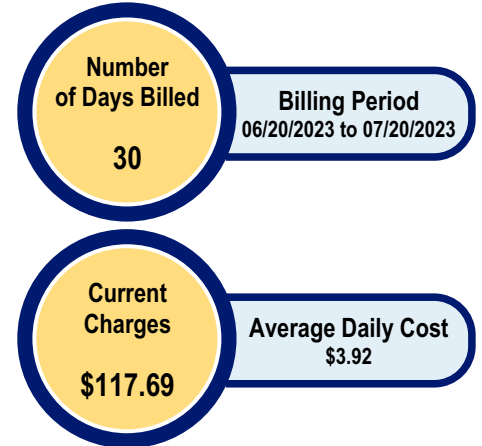 Number
of Days Billed
30
Billing Period
06/20/2023 to 07/20/2023
Current
Charges
$117.69
Average Daily Cost
$3.92